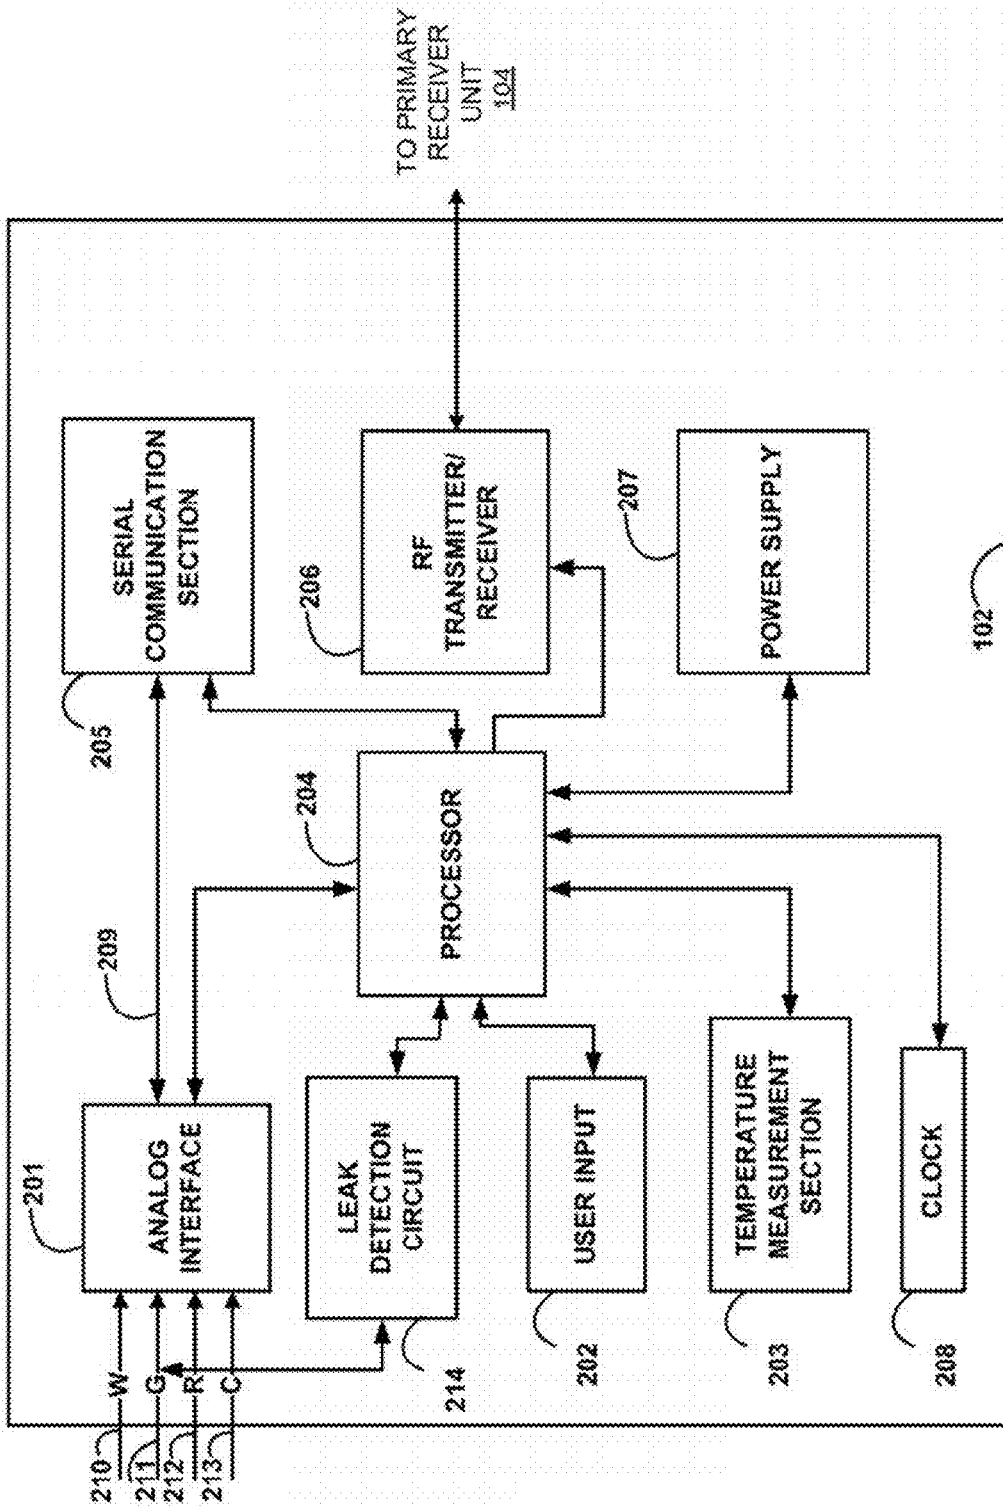 210
W
211
G
212
R
213
C
201
ANALOG
INTERFACE
209
205
SERIAL
COMMUNICATION
SECTION
214
LEAK
DETECTION
CIRCUIT
204
PROCESSOR
206
RF
TRANSMITTER/
RECEIVER
TO PRIMARY
RECEIVER
UNIT
104
202
USER INPUT
203
TEMPERATURE
MEASUREMENT
SECTION
207
POWER SUPPLY
208
CLOCK
102